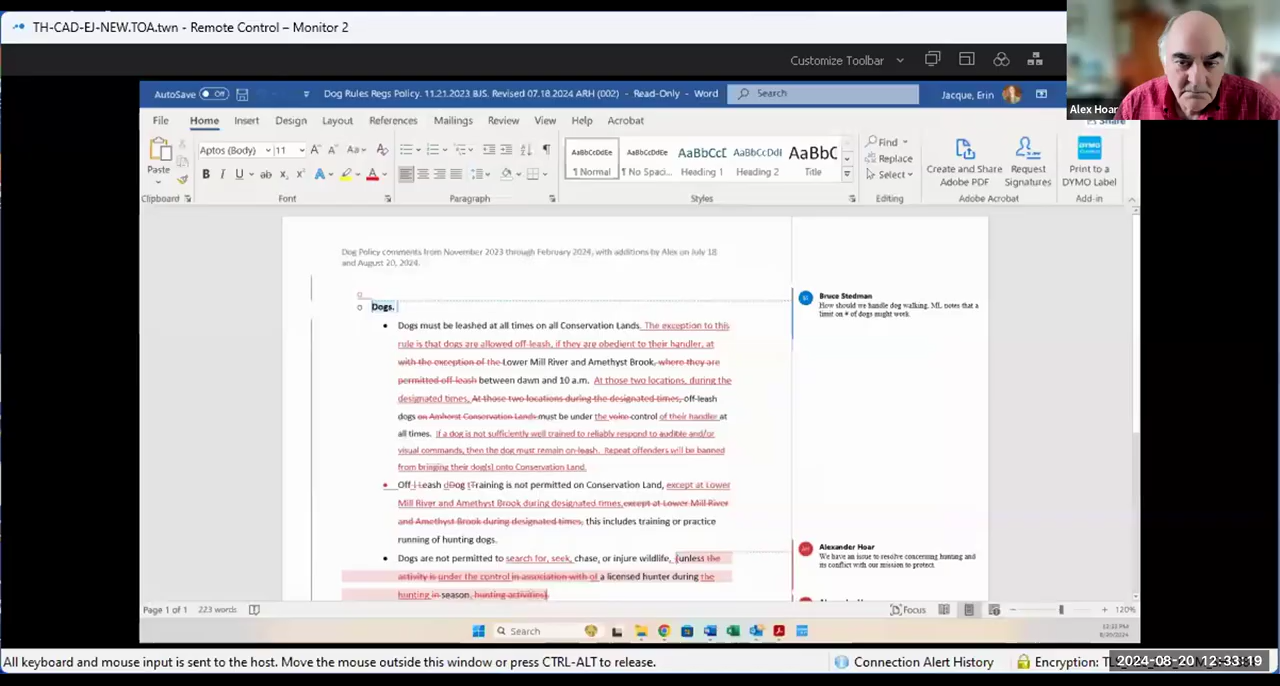 TH-CAD-EJ-NEW.TOA.twn - Remote Control – Monitor 2
Customize Toolbar
Alex Hoar
AutoSave Off
Dog Rules Regs Policy. 11.21.2023 BJS. Revised 07.18.2024 ARH (002) - Read-Only - Word
Search
Jacque, Erin
File Home Insert Design Layout References Mailings Review View Help Acrobat
Share
Paste
Aptos (Body) 11
Clipboard
Font
Paragraph
AaBbCcDdEe ¶ Normal
AaBbCcDdEe ¶ No Spaci...
AaBbCcD Heading 1
AaBbCcDdE Heading 2
AaBbC Title
Styles
Find
Replace
Select
Editing
Create and Share Adobe PDF
Request Signatures
Adobe Acrobat
Print to a DYMO Label
Add-in
Dog Policy comments from November 2023 through February 2024, with additions by Alex on July 18
and August 20, 2024.
Dogs.
Dogs must be leashed at all times on all Conservation Lands. The exception to this
rule is that dogs are allowed off-leash, if they are obedient to their handler, at
with the exception of the Lower Mill River and Amethyst Brook, where they are
permitted off-leash between dawn and 10 a.m. At those two locations, during the
designated times, At those two locations during the designated times, off-leash
dogs on Amherst Conservation Lands must be under the voice control of their handler at
all times. If a dog is not sufficiently well trained to reliably respond to audible and/or
visual commands, then the dog must remain on-leash. Repeat offenders will be banned
from bringing their dog(s) onto Conservation Land.
Off-l Leash dDog tTraining is not permitted on Conservation Land, except at Lower
Mill River and Amethyst Brook during designated times, except at Lower Mill River
and Amethyst Brook during designated times, this includes training or practice
running of hunting dogs.
Dogs are not permitted to search for, seek, chase, or injure wildlife, (unless the
activity is under the control in association with of a licensed hunter during the
hunting in season, hunting activities).
Bruce Stedman
How should we handle dog walking. ML notes that a
limit on # of dogs might work.
Alexander Hoar
We have an issue to resolve concerning hunting and
its conflict with our mission to protect.
Page 1 of 1 223 words
Focus
120%
Search
12:33 PM
8/20/2024
All keyboard and mouse input is sent to the host. Move the mouse outside this window or press CTRL-ALT to release.
Connection Alert History
Encryption:
2024-08-20 12:33:19